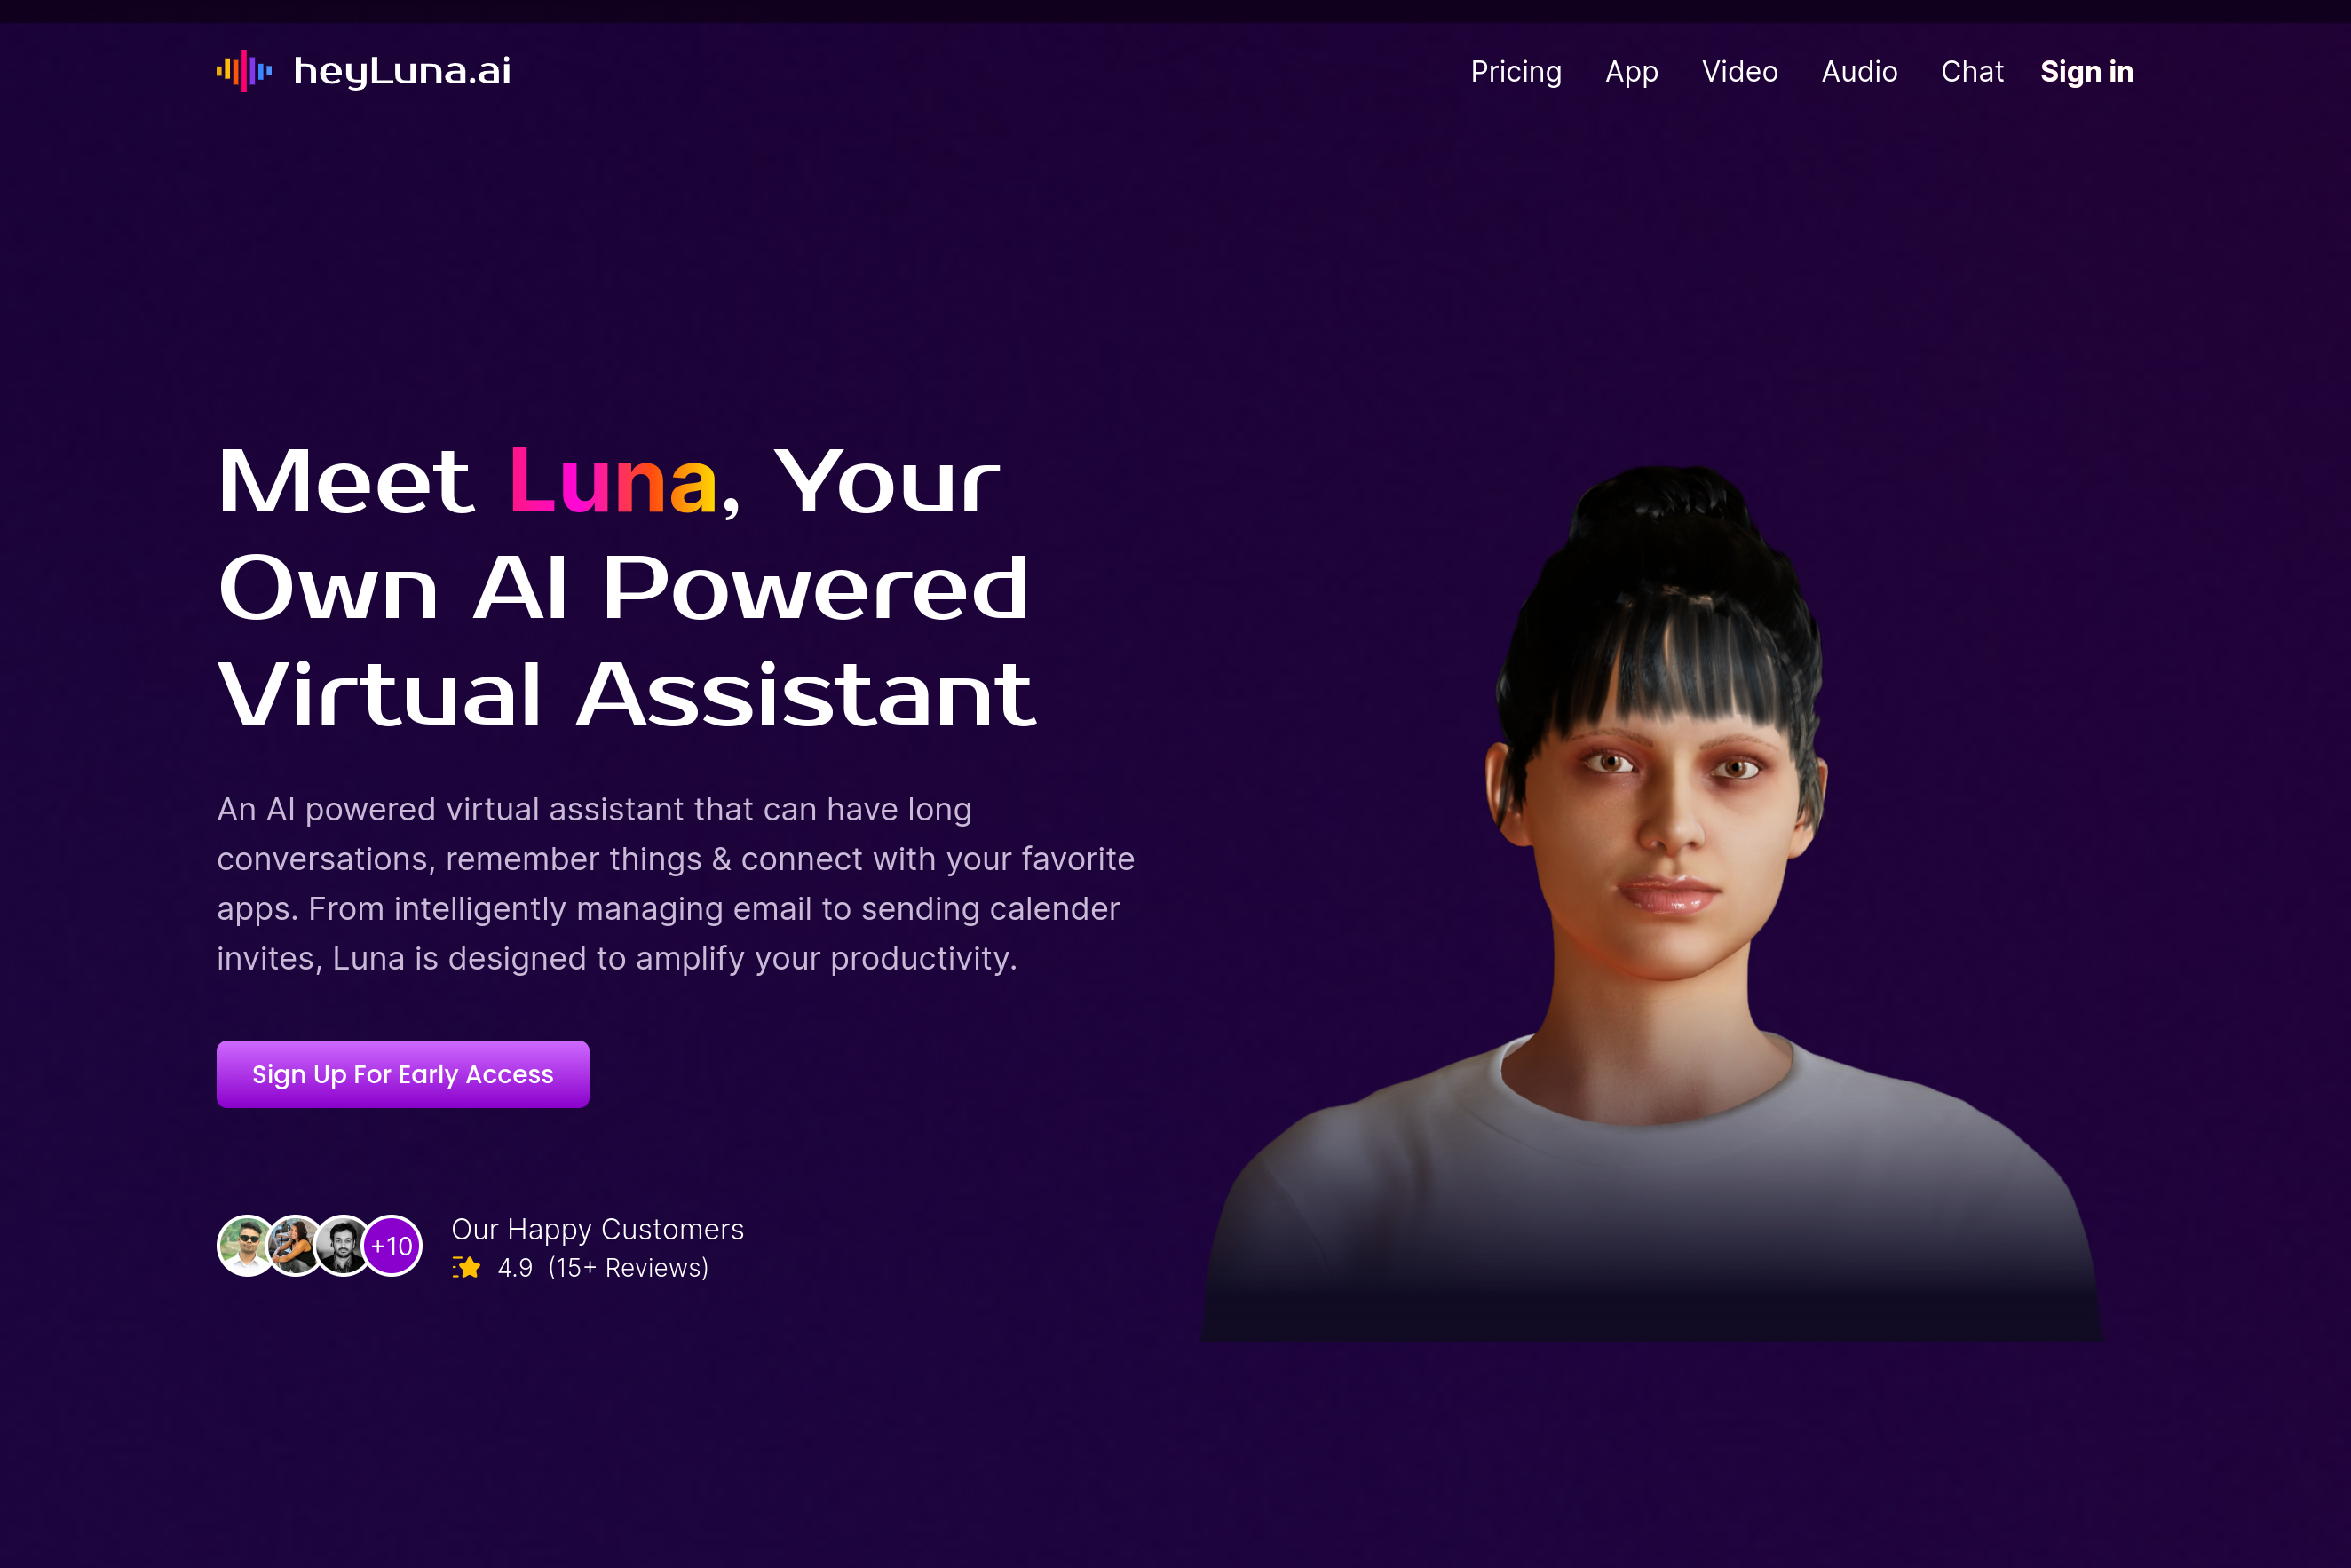 heyLuna.ai
Pricing App Video Audio Chat Sign in
Meet Luna, Your
Own AI Powered
Virtual Assistant
An AI powered virtual assistant that can have long
conversations, remember things & connect with your favorite
apps. From intelligently managing email to sending calender
invites, Luna is designed to amplify your productivity.
Sign Up For Early Access
+10
Our Happy Customers
4.9 (15+ Reviews)